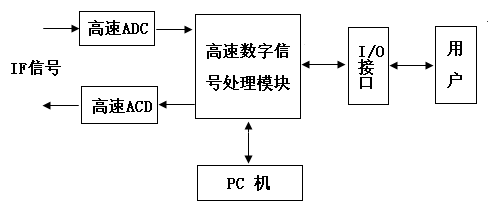 高速ADC
IF信号
高速ACD
高速数字信
号处理模块
I/O
接
口
用
户
PC 机